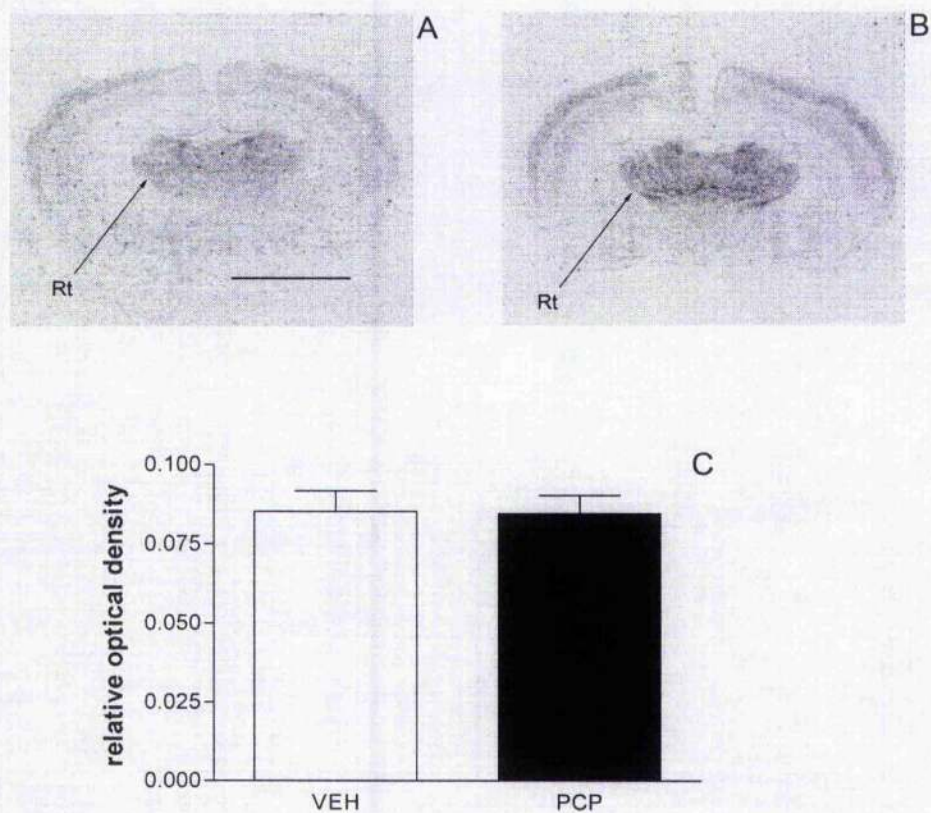 A
B
Rt
Rt
C
relative optical density
0.100
0.075
0.050
0.025
0.000
VEH
PCP